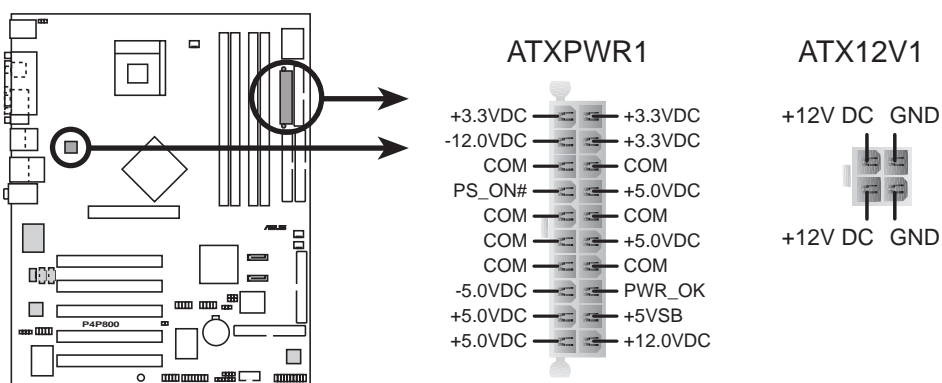 ATXPWR1
ATX12V1
+3.3VDC +3.3VDC
-12.0VDC +3.3VDC
COM COM
PS_ON# +5.0VDC
COM COM
COM +5.0VDC
COM COM
-5.0VDC PWR_OK
+5.0VDC +5VSB
+5.0VDC +12.0VDC
+12V DC GND
+12V DC GND
ASUS
P4P800